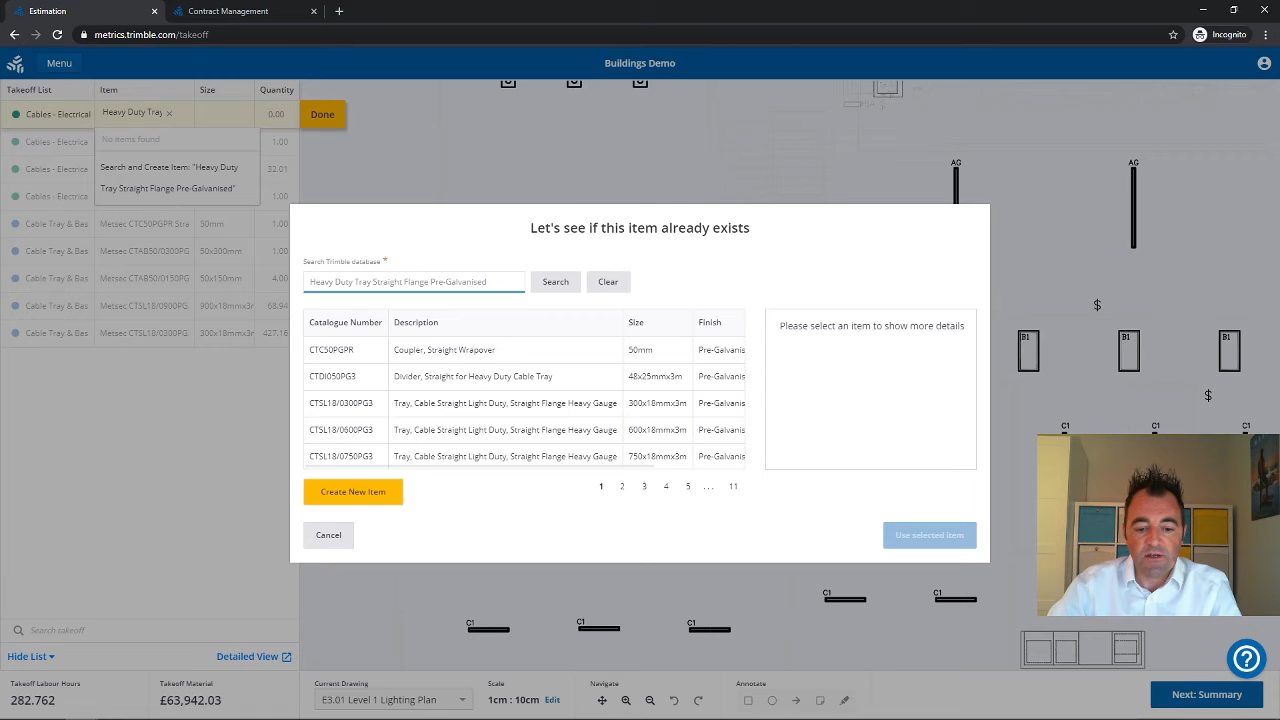 Estimation
Contract Management
metrics.trimble.com/takeoff
Incognito
Menu
Buildings Demo
Takeoff List
Item
Size
Quantity
Cables - Electrical
Heavy Duty Tray
0.00
Done
No items found
Cables - Electrica
1.00
Search and Create Item: "Heavy Duty
Tray Straight Flange Pre-Galvanised"
Cables - Electrica
32.01
Cables - Electrica
1.00
Cable Tray & Bas
Metsec CTC50PGPR Stre
50mm
1.00
Cable Tray & Bas
Metsec CTAB50/0300PG
50x300mm
1.00
Cable Tray & Bas
Metsec CTAB50/0150PG
50x150mm
4.00
Cable Tray & Bas
Metsec CTSL18/0900PG
900x18mmx3r
68.94
Cable Tray & Bas
Metsec CTSL18/0300PG
300x18mmx3r
427.16
AG
AG
$
B1
B1
B1
$
C1
C1
C1
Let's see if this item already exists
Search Trimble database *
Heavy Duty Tray Straight Flange Pre-Galvanised
Search
Clear
Catalogue Number
Description
Size
Finish
CTC50PGPR
Coupler, Straight Wrapover
50mm
Pre-Galvanis
CTDI050PG3
Divider, Straight for Heavy Duty Cable Tray
48x25mmx3m
Pre-Galvanis
CTSL18/0300PG3
Tray, Cable Straight Light Duty, Straight Flange Heavy Gauge
300x18mmx3m
Pre-Galvanis
CTSL18/0600PG3
Tray, Cable Straight Light Duty, Straight Flange Heavy Gauge
600x18mmx3m
Pre-Galvanis
CTSL18/0750PG3
Tray, Cable Straight Light Duty, Straight Flange Heavy Gauge
750x18mmx3m
Pre-Galvanis
Please select an item to show more details
1 2 3 4 5 ... 11
Create New Item
Cancel
Use selected item
C1
C1
C1
C1
C1
Search takeoff
Hide List
Detailed View
Takeoff Labour Hours
282.762
Takeoff Material
£63,942.03
Current Drawing
E3.01 Level 1 Lighting Plan
Scale
1cm : 10cm Edit
Navigate
Annotate
Next: Summary